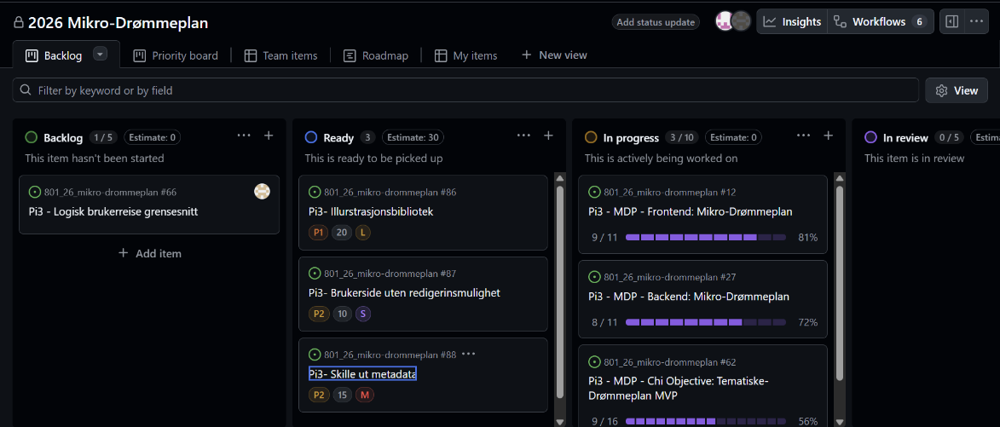 2026 Mikro-Drømmeplan
Add status update
Insights
Workflows 6
Backlog
Priority board
Team items
Roadmap
My items
New view
Filter by keyword or by field
View
Backlog 1 / 5 Estimate: 0
This item hasn't been started
801_26_mikro-drommeplan #66
Pi3 - Logisk brukerreise grensesnitt
Add item
Ready 3 Estimate: 30
This is ready to be picked up
801_26_mikro-drommeplan #86
Pi3- Illurstrasjonsbibliotek
P1 20 L
801_26_mikro-drommeplan #87
Pi3- Brukerside uten redigerinsmulighet
P2 10 S
801_26_mikro-drommeplan #88
Pi3- Skille ut metadata
P2 15 M
In progress 3 / 10 Estimate: 0
This is actively being worked on
801_26_mikro-drommeplan #12
Pi3 - MDP - Frontend: Mikro-Drømmeplan
9 / 11 81%
801_26_mikro-drommeplan #27
Pi3 - MDP - Backend: Mikro-Drømmeplan
8 / 11 72%
801_26_mikro-drommeplan #62
Pi3 - MDP - Chi Objective: Tematiske-
Drømmeplan MVP
9 / 16 56%
In review 0 / 5 Estima
This item is in review